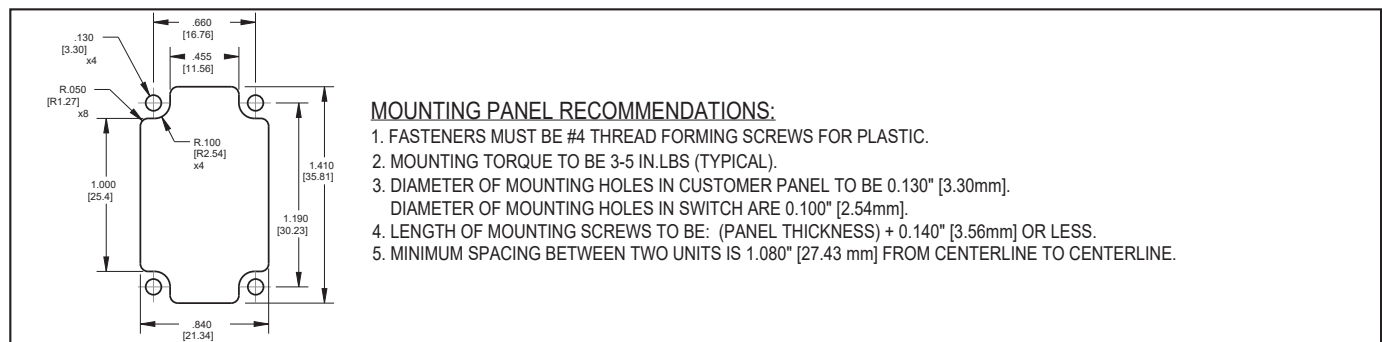 .660
[16.76]
.130
[3.30]
x4
.455
[11.56]
R.050
[R1.27]
x8
R.100
[R2.54]
x4
1.410
[35.81]
1.000
[25.4]
1.190
[30.23]
.840
[21.34]
MOUNTING PANEL RECOMMENDATIONS:
1. FASTENERS MUST BE #4 THREAD FORMING SCREWS FOR PLASTIC.
2. MOUNTING TORQUE TO BE 3-5 IN.LBS (TYPICAL).
3. DIAMETER OF MOUNTING HOLES IN CUSTOMER PANEL TO BE 0.130" [3.30mm].
DIAMETER OF MOUNTING HOLES IN SWITCH ARE 0.100" [2.54mm].
4. LENGTH OF MOUNTING SCREWS TO BE: (PANEL THICKNESS) + 0.140" [3.56mm] OR LESS.
5. MINIMUM SPACING BETWEEN TWO UNITS IS 1.080" [27.43 mm] FROM CENTERLINE TO CENTERLINE.